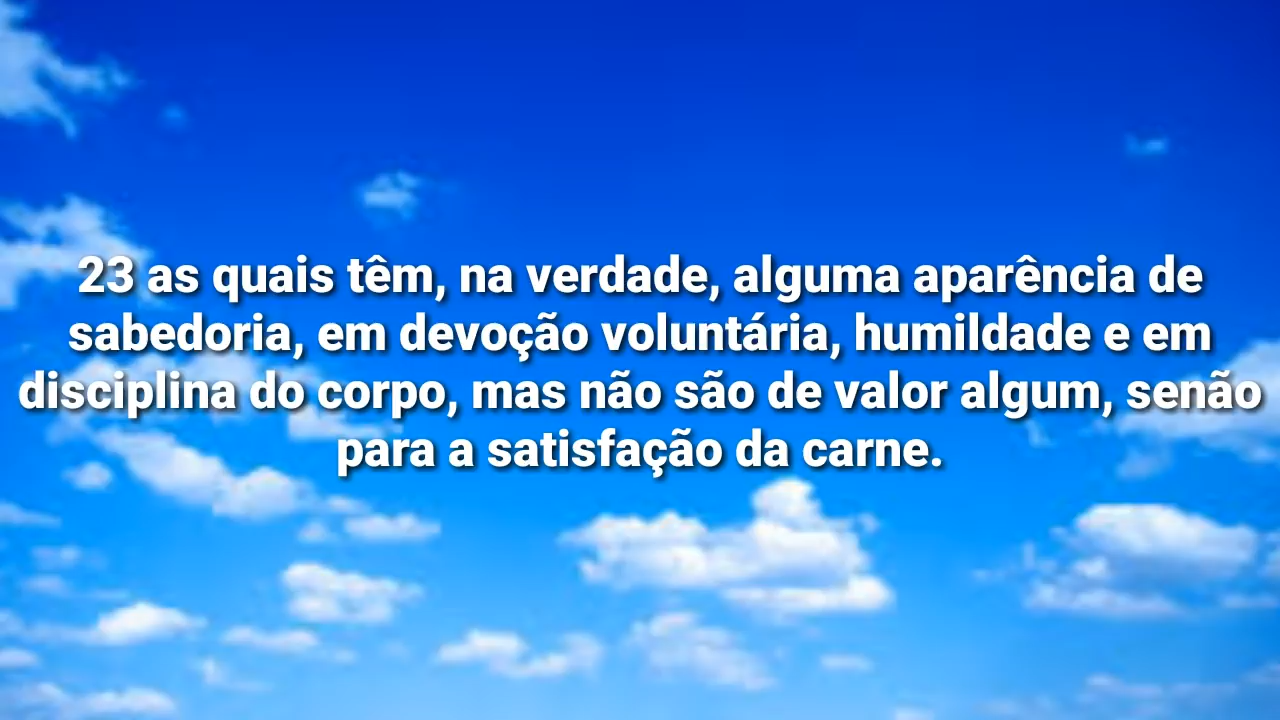 23 as quais têm, na verdade, alguma aparência de
sabedoria, em devoção voluntária, humildade e em
disciplina do corpo, mas não são de valor algum, senão
para a satisfação da carne.